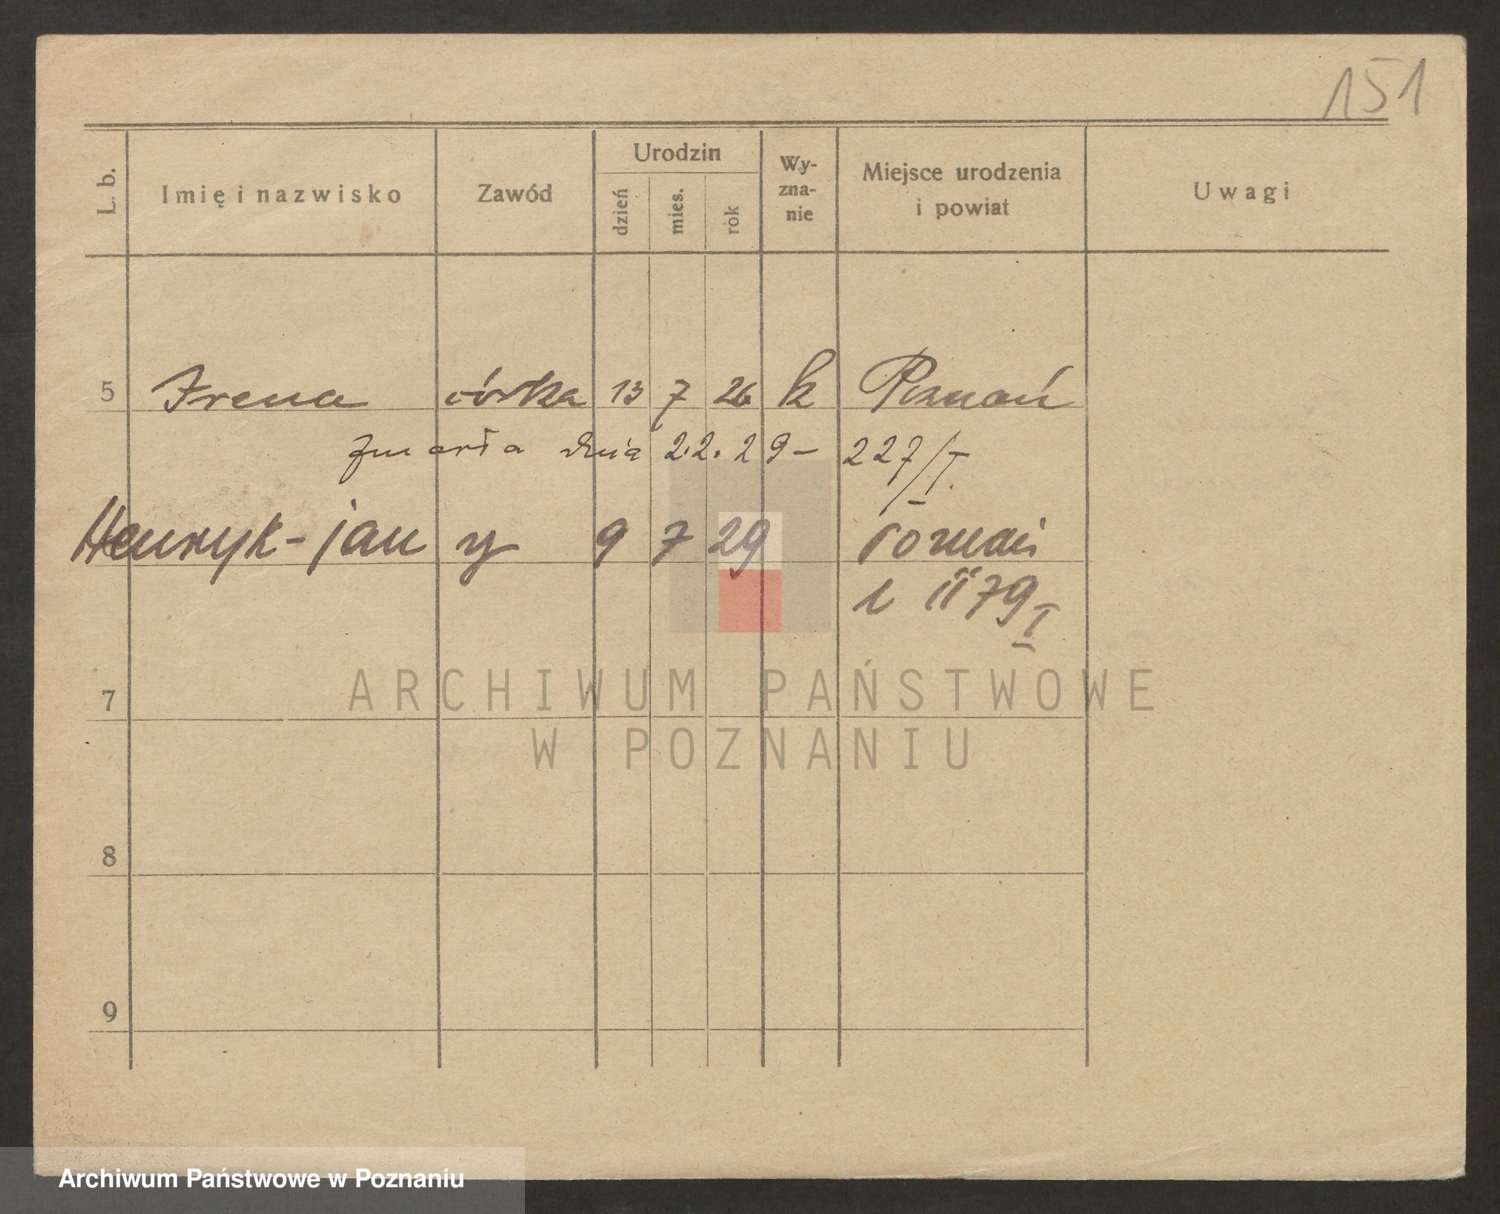 151
L. b.
Imię i nazwisko
Zawód
Urodzin
dzień
mies.
rok
Wy-
zna-
nie
Miejsce urodzenia
i powiat
Uwagi
5 Irena córka 13 7 26 k Poznań
zmarła dnia 2.2.29 – 227/I.
Henryk-jan 9 7 29 Poznań
79 I
7
8
9
ARCHIWUM PAŃSTWOWE
W POZNANIU
Archiwum Państwowe w Poznaniu